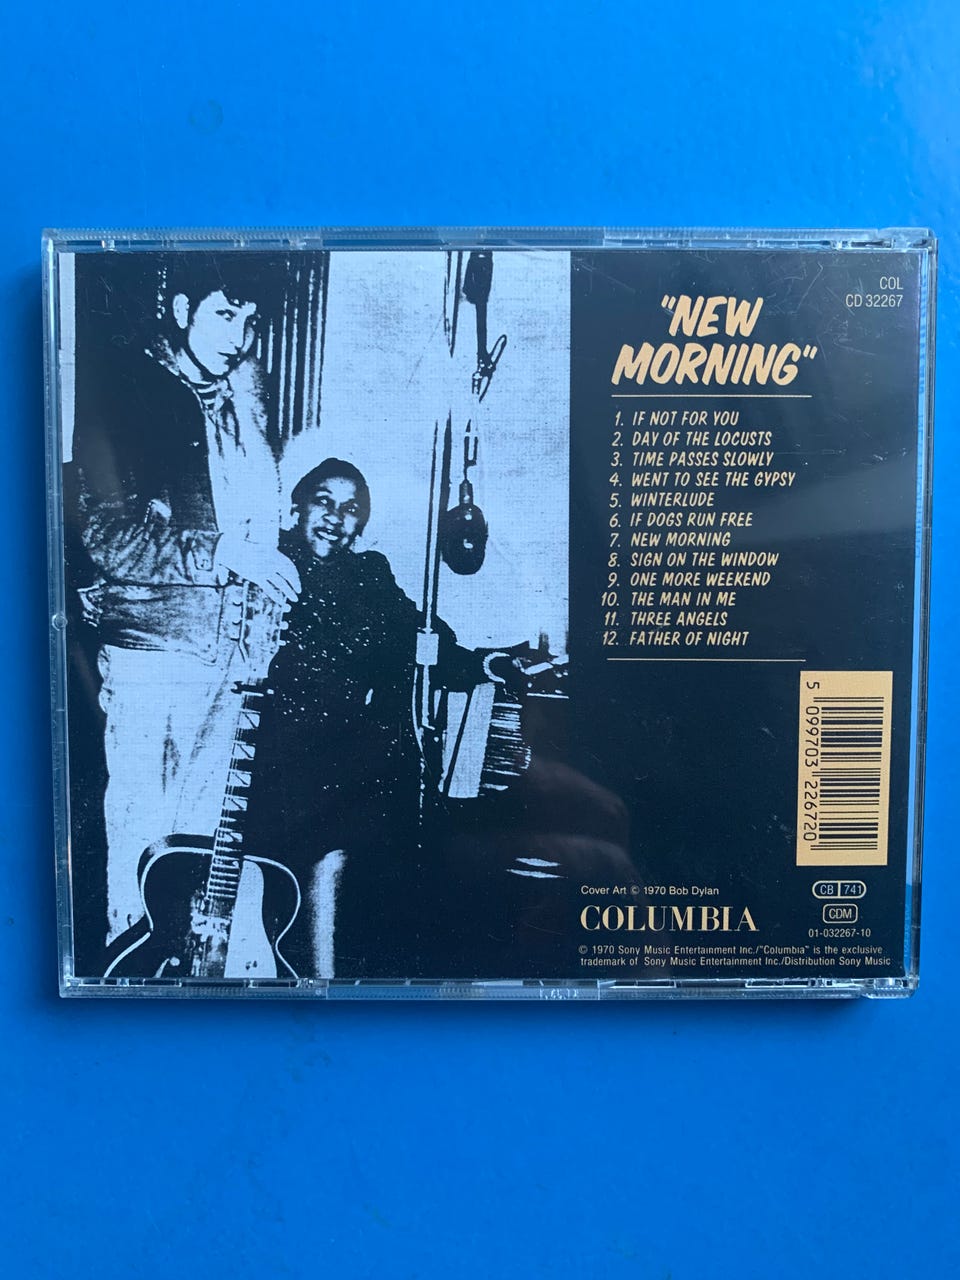 COL
CD 32267
"NEW
MORNING"
1. IF NOT FOR YOU
2. DAY OF THE LOCUSTS
3. TIME PASSES SLOWLY
4. WENT TO SEE THE GYPSY
5. WINTERLUDE
6. IF DOGS RUN FREE
7. NEW MORNING
8. SIGN ON THE WINDOW
9. ONE MORE WEEKEND
10. THE MAN IN ME
11. THREE ANGELS
12. FATHER OF NIGHT
5 099703 226720
Cover Art © 1970 Bob Dylan
COLUMBIA
CB 741
CDM
01-032267-10
© 1970 Sony Music Entertainment Inc./"Columbia" is the exclusive
trademark of Sony Music Entertainment Inc./Distribution Sony Music